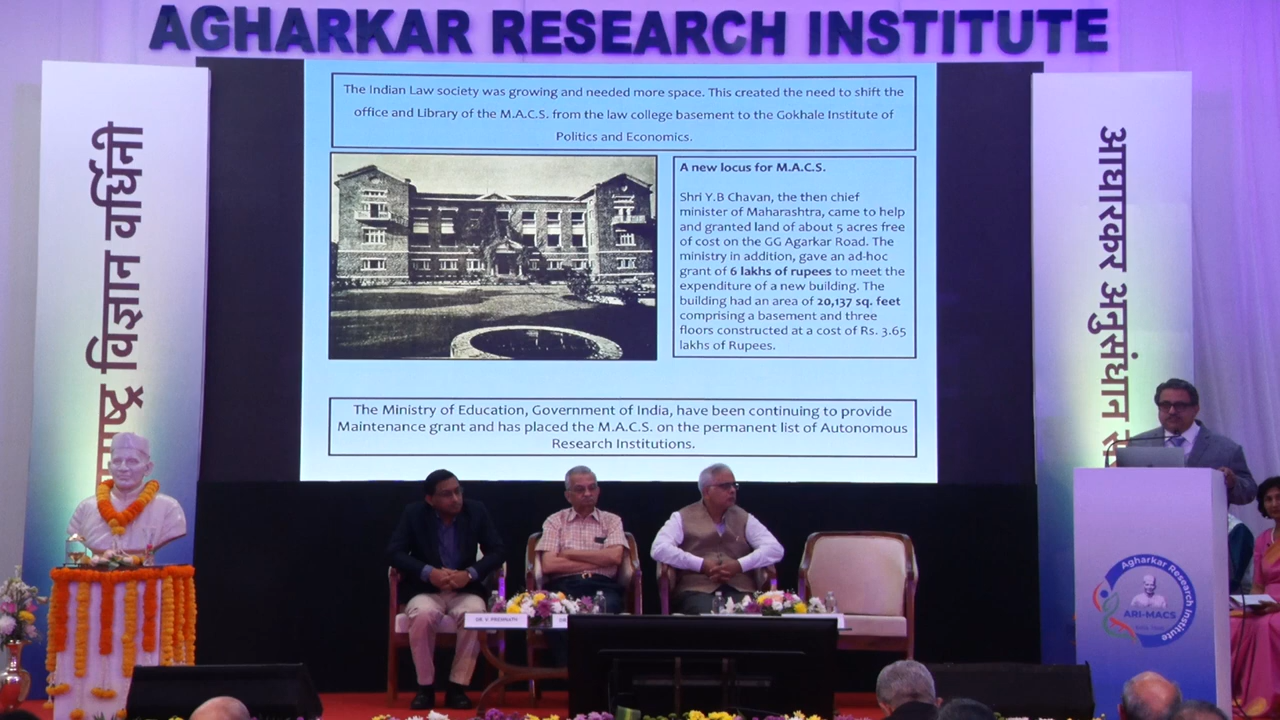 AGHARKAR RESEARCH INSTITUTE
The Indian Law society was growing and needed more space. This created the need to shift the
office and Library of the M.A.C.S. from the law college basement to the Gokhale Institute of
Politics and Economics.
A new locus for M.A.C.S.
Shri Y.B Chavan, the then chief
minister of Maharashtra, came to help
and granted land of about 5 acres free
of cost on the GG Agarkar Road. The
ministry in addition, gave an ad-hoc
grant of 6 lakhs of rupees to meet the
expenditure of a new building. The
building had an area of 20,137 sq. feet
comprising a basement and three
floors constructed at a cost of Rs. 3.65
lakhs of Rupees.
The Ministry of Education, Government of India, have been continuing to provide
Maintenance grant and has placed the M.A.C.S. on the permanent list of Autonomous
Research Institutions.
विज्ञान वर्धिनी
आघारकर अनुसंधान
Agharkar Research Institute
ARI-MACS